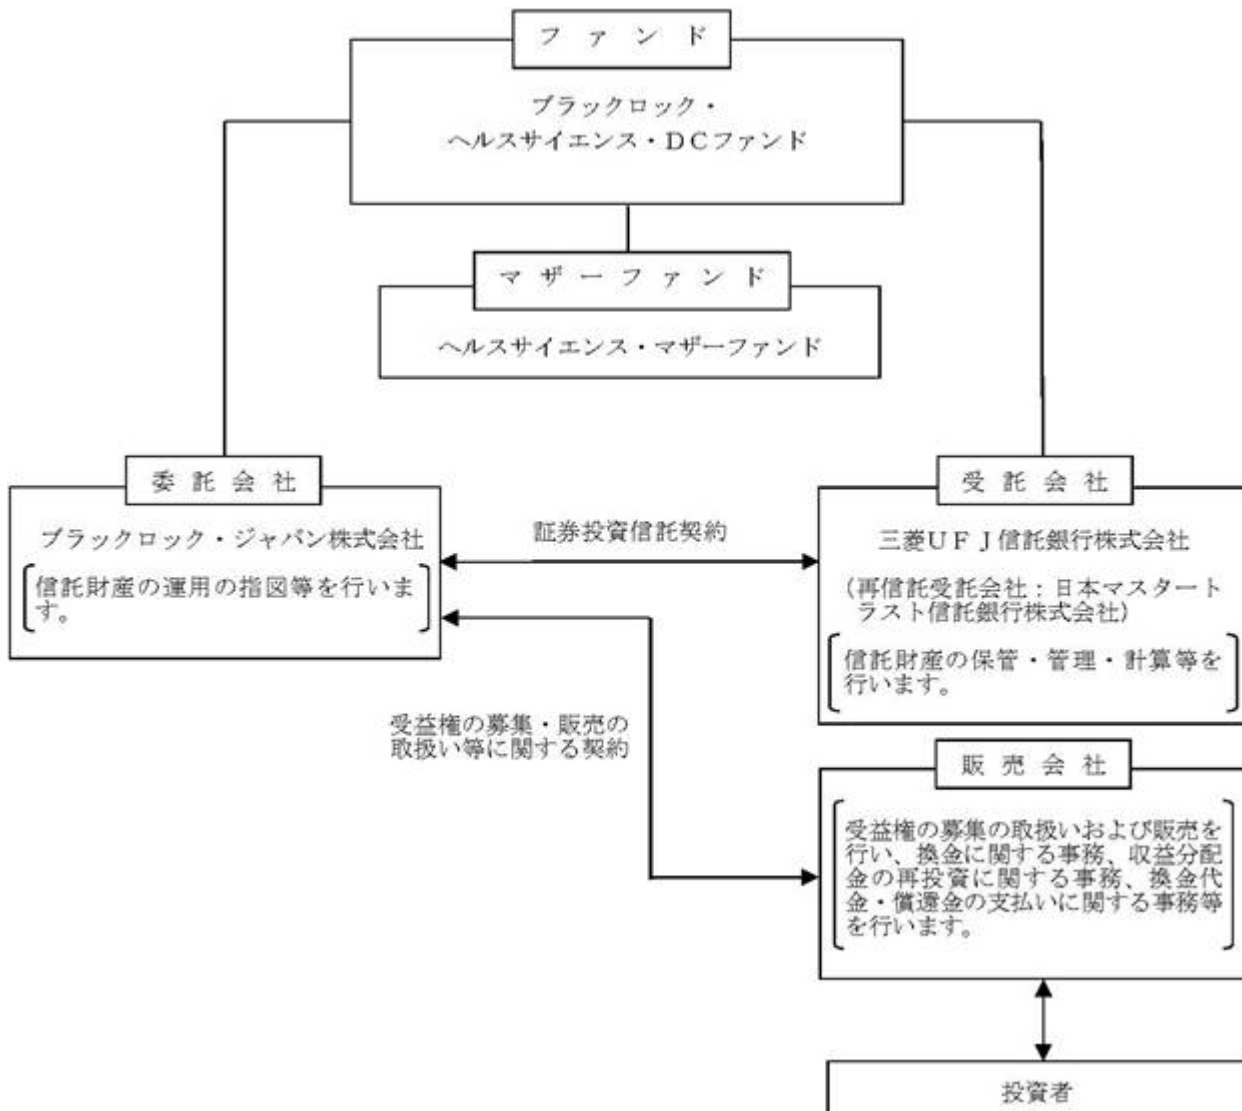 ファンド
ブラックロック・
ヘルスサイエンス・DCファンド
マザーファンド
ヘルスサイエンス・マザーファンド
委託会社
ブラックロック・ジャパン株式会社
信託財産の運用の指図等を行いま
す。
証券投資信託契約
受託会社
三菱UFJ信託銀行株式会社
(再信託受託会社:日本マスタート
ラスト信託銀行株式会社)
信託財産の保管・管理・計算等を
行います。
受益権の募集・販売の
取扱い等に関する契約
販売会社
受益権の募集の取扱いおよび販売を
行い、換金に関する事務、収益分配
金の再投資に関する事務、換金代
金・償還金の支払いに関する事務等
を行います。
投資者